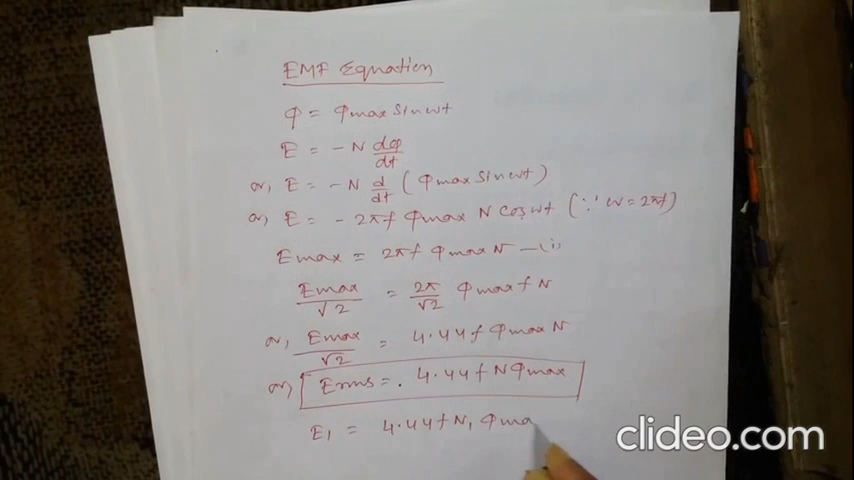 EMF Equation
φ = φmax sin ωt
E = - N dφ/dt
or, E = - N d/dt (φmax sin ωt)
or, E = - 2πf φmax N Cos ωt (∵ ω = 2πf)
Emax = 2πf φmax N —(i)
Emax/√2 = 2π/√2 φmax f N
or, Emax/√2 = 4.44 f φmax N
or, Erms = . 4.44 f N φmax
E1 = 4.44 f N1 φma
clideo.com